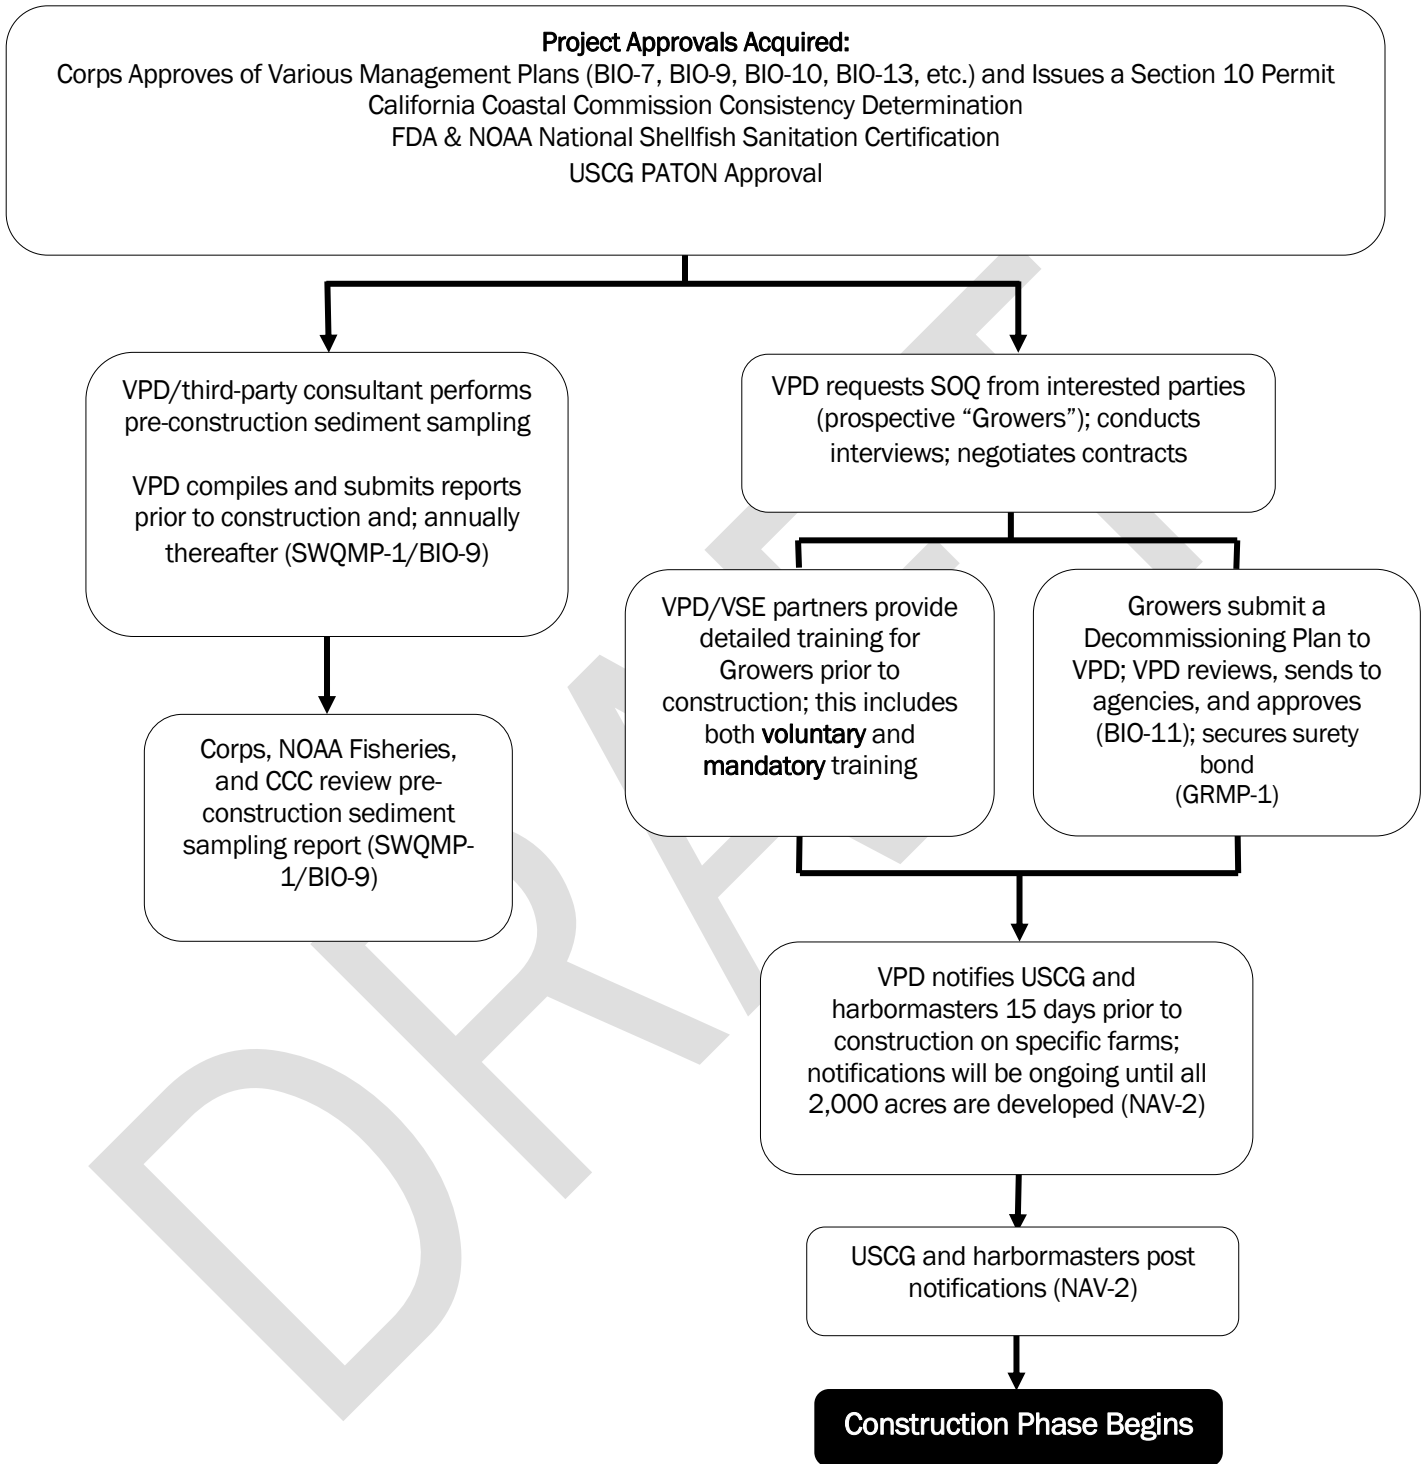 Project Approvals Acquired:
Corps Approves of Various Management Plans (BIO-7, BIO-9, BIO-10, BIO-13, etc.) and Issues a Section 10 Permit
California Coastal Commission Consistency Determination
FDA & NOAA National Shellfish Sanitation Certification
USCG PATON Approval
VPD/third-party consultant performs
pre-construction sediment sampling
VPD compiles and submits reports
prior to construction and; annually
thereafter (SWQMP-1/BIO-9)
VPD requests SOQ from interested parties
(prospective “Growers”); conducts
interviews; negotiates contracts
VPD/VSE partners provide
detailed training for
Growers prior to
construction; this includes
both voluntary and
mandatory training
Growers submit a
Decommissioning Plan to
VPD; VPD reviews, sends to
agencies, and approves
(BIO-11); secures surety
bond
(GRMP-1)
Corps, NOAA Fisheries,
and CCC review pre-
construction sediment
sampling report (SWQMP-
1/BIO-9)
VPD notifies USCG and
harbormasters 15 days prior to
construction on specific farms;
notifications will be ongoing until all
2,000 acres are developed (NAV-2)
USCG and harbormasters post
notifications (NAV-2)
Construction Phase Begins
DRAFT